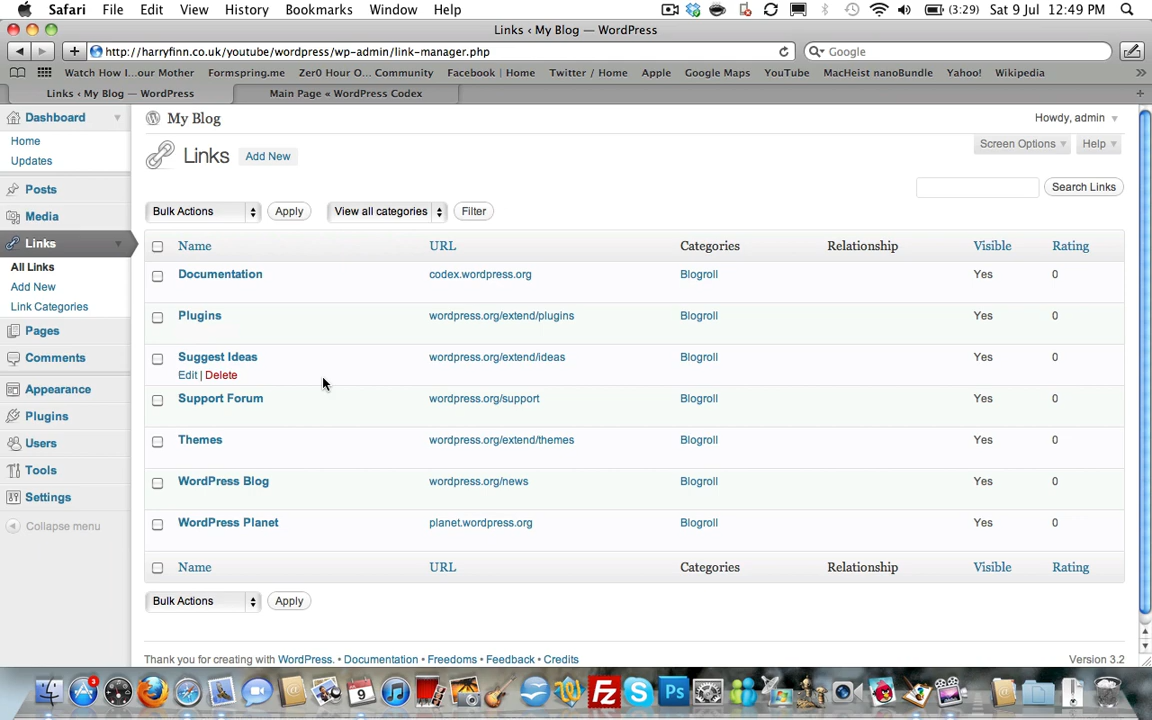 Safari File Edit View History Bookmarks Window Help (3:29) Sat 9 Jul 12:49 PM
Links ‹ My Blog — WordPress
http://harryfinn.co.uk/youtube/wordpress/wp-admin/link-manager.php Google
Watch How I...our Mother Formspring.me Zer0 Hour O... Community Facebook | Home Twitter / Home Apple Google Maps YouTube MacHeist nanoBundle Yahoo! Wikipedia
Links ‹ My Blog — WordPress Main Page « WordPress Codex
Dashboard
Home
Updates
Posts
Media
Links
All Links
Add New
Link Categories
Pages
Comments
Appearance
Plugins
Users
Tools
Settings
Collapse menu
My Blog Howdy, admin
Links Add New Screen Options Help
Search Links
Bulk Actions Apply View all categories Filter
Name URL Categories Relationship Visible Rating
Documentation codex.wordpress.org Blogroll Yes 0
Plugins wordpress.org/extend/plugins Blogroll Yes 0
Suggest Ideas wordpress.org/extend/ideas Blogroll Yes 0
Edit | Delete
Support Forum wordpress.org/support Blogroll Yes 0
Themes wordpress.org/extend/themes Blogroll Yes 0
WordPress Blog wordpress.org/news Blogroll Yes 0
WordPress Planet planet.wordpress.org Blogroll Yes 0
Name URL Categories Relationship Visible Rating
Bulk Actions Apply
Thank you for creating with WordPress. • Documentation • Freedoms • Feedback • Credits Version 3.2